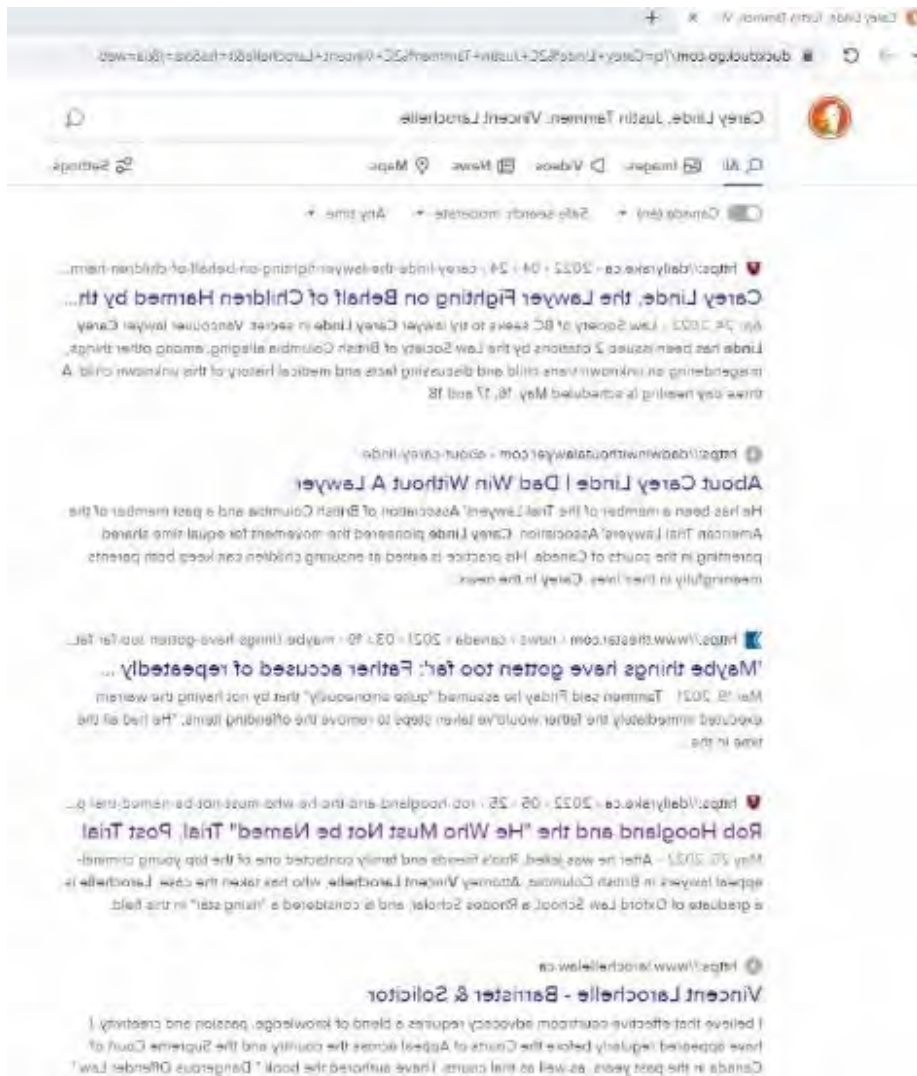 Carey Linde, Justin Tammen, V
duckduckgo.com/?q=Carey+Linde%2C+Justin+Tammen%2C+Vincent+Larochelle&t=
Carey Linde, Justin Tammen, Vincent Larochelle
All Images Videos News Maps Settings
Canada (en) Safe search: moderate Any time
https://dailyrake.ca › 2022 › 04 › 24 › carey-linde-the-lawyer-fighting-on-behalf-of-children-harm...
Carey Linde, the Lawyer Fighting on Behalf of Children Harmed by th...
Apr 24, 2022 - Law Society of BC seeks to try lawyer Carey Linde in secret. Vancouver lawyer Carey
Linde has been issued 2 citations by the Law Society of British Columbia alleging, among other things,
misgendering an unknown trans child and discussing facts and medical history of this unknown child. A
three day hearing is scheduled May, 16, 17 and 18
https://dadwinwithoutalawyer.com › about-carey-linde
About Carey Linde | Dad Win Without A Lawyer
He has been a member of the Trial Lawyers' Association of British Columbia and a past member of the
American Trial Lawyers' Association. Carey Linde pioneered the movement for equal time shared
parenting in the courts of Canada. His practice is aimed at ensuring children can keep both parents
meaningfully in their lives. Carey In the news
https://www.thestar.com › news › canada › 2021 › 03 › 19 › maybe-things-have-gotten-too-far-fat...
'Maybe things have gotten too far': Father accused of repeatedly ...
Mar 19, 2021 Tammen said Friday he assumed "quite erroneously" that by not having the warrant
executed immediately the father would've taken steps to remove the offending items. "He had all the
time in the
https://dailyrake.ca › 2022 › 05 › 25 › rob-hoogland-and-the-he-who-must-not-be-named-trial-p...
Rob Hoogland and the "He Who Must Not be Named" Trial, Post Trial
May 25, 2022 - After he was jailed, Rob's friends and family contacted one of the top young criminal-
appeal lawyers in British Columbia. Attorney Vincent Larochelle, who has taken the case. Larochelle is
a graduate of Oxford Law School, a Rhodes Scholar, and is considered a "rising star" in this field.
https://www.larochellelaw.ca
Vincent Larochelle - Barrister & Solicitor
I believe that effective courtroom advocacy requires a blend of knowledge, passion and creativity. I
have appeared regularly before the Courts of Appeal across the country and the Supreme Court of
Canada in the past years, as well as trial courts. I have authored the book " Dangerous Offender Law "